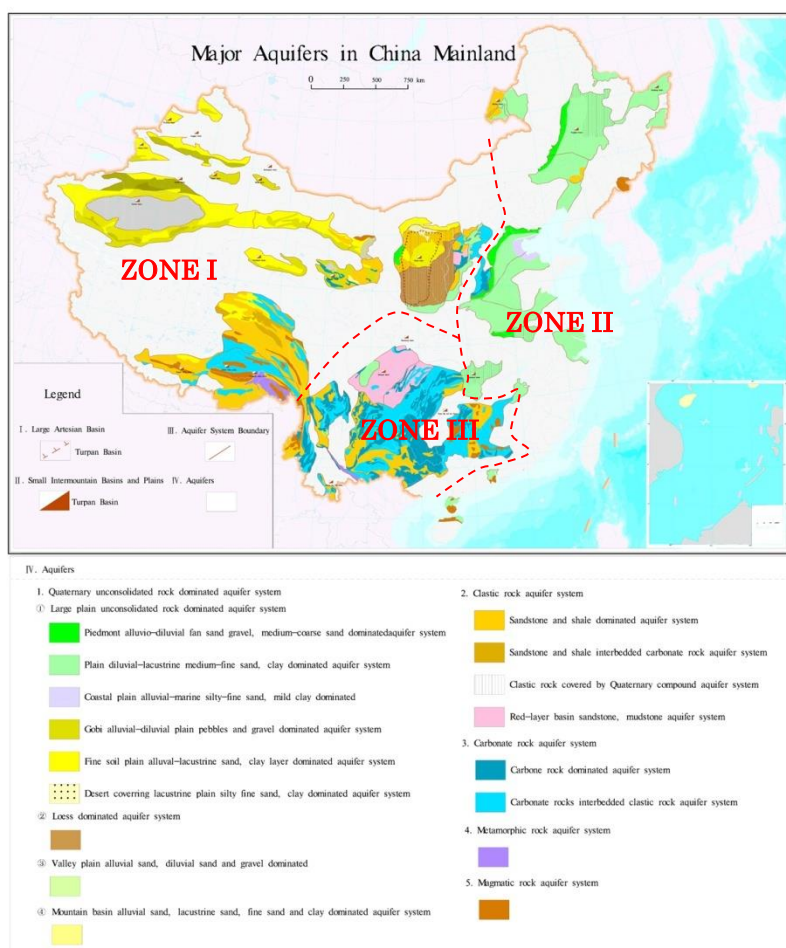 Major Aquifers in China Mainland
0 250 500 750 km
ZONE I
ZONE II
ZONE III
Legend
I. Large Artesian Basin
Turpan Basin
II. Small Intermountain Basins and Plains
Turpan Basin
III. Aquifer System Boundary
IV. Aquifers
IV. Aquifers
1. Quaternary unconsolidated rock dominated aquifer system
① Large plain unconsolidated rock dominated aquifer system
Piedmont alluvio-diluvial fan sand gravel, medium-coarse sand dominatedaquifer system
Plain diluvial-lacustrine medium-fine sand, clay dominated aquifer system
Coastal plain alluvial-marine silty-fine sand, mild clay dominated
Gobi alluvial-diluvial plain pebbles and gravel dominated aquifer system
Fine soil plain alluval-lacustrine sand, clay layer dominated aquifer system
Desert coverring lacustrine plain silty fine sand, clay dominated aquifer system
② Loess dominated aquifer system
③ Valley plain alluvial sand, diluvial sand and gravel dominated
④ Mountain basin alluvial sand, lacustrine sand, fine sand and clay dominated aquifer system
2. Clastic rock aquifer system
Sandstone and shale dominated aquifer system
Sandstone and shale interbedded carbonate rock aquifer system
Clastic rock covered by Quaternary compound aquifer system
Red-layer basin sandstone, mudstone aquifer system
3. Carbonate rock aquifer system
Carbone rock dominated aquifer system
Carbonate rocks interbedded clastic rock aquifer system
4. Metamorphic rock aquifer system
5. Magmatic rock aquifer system